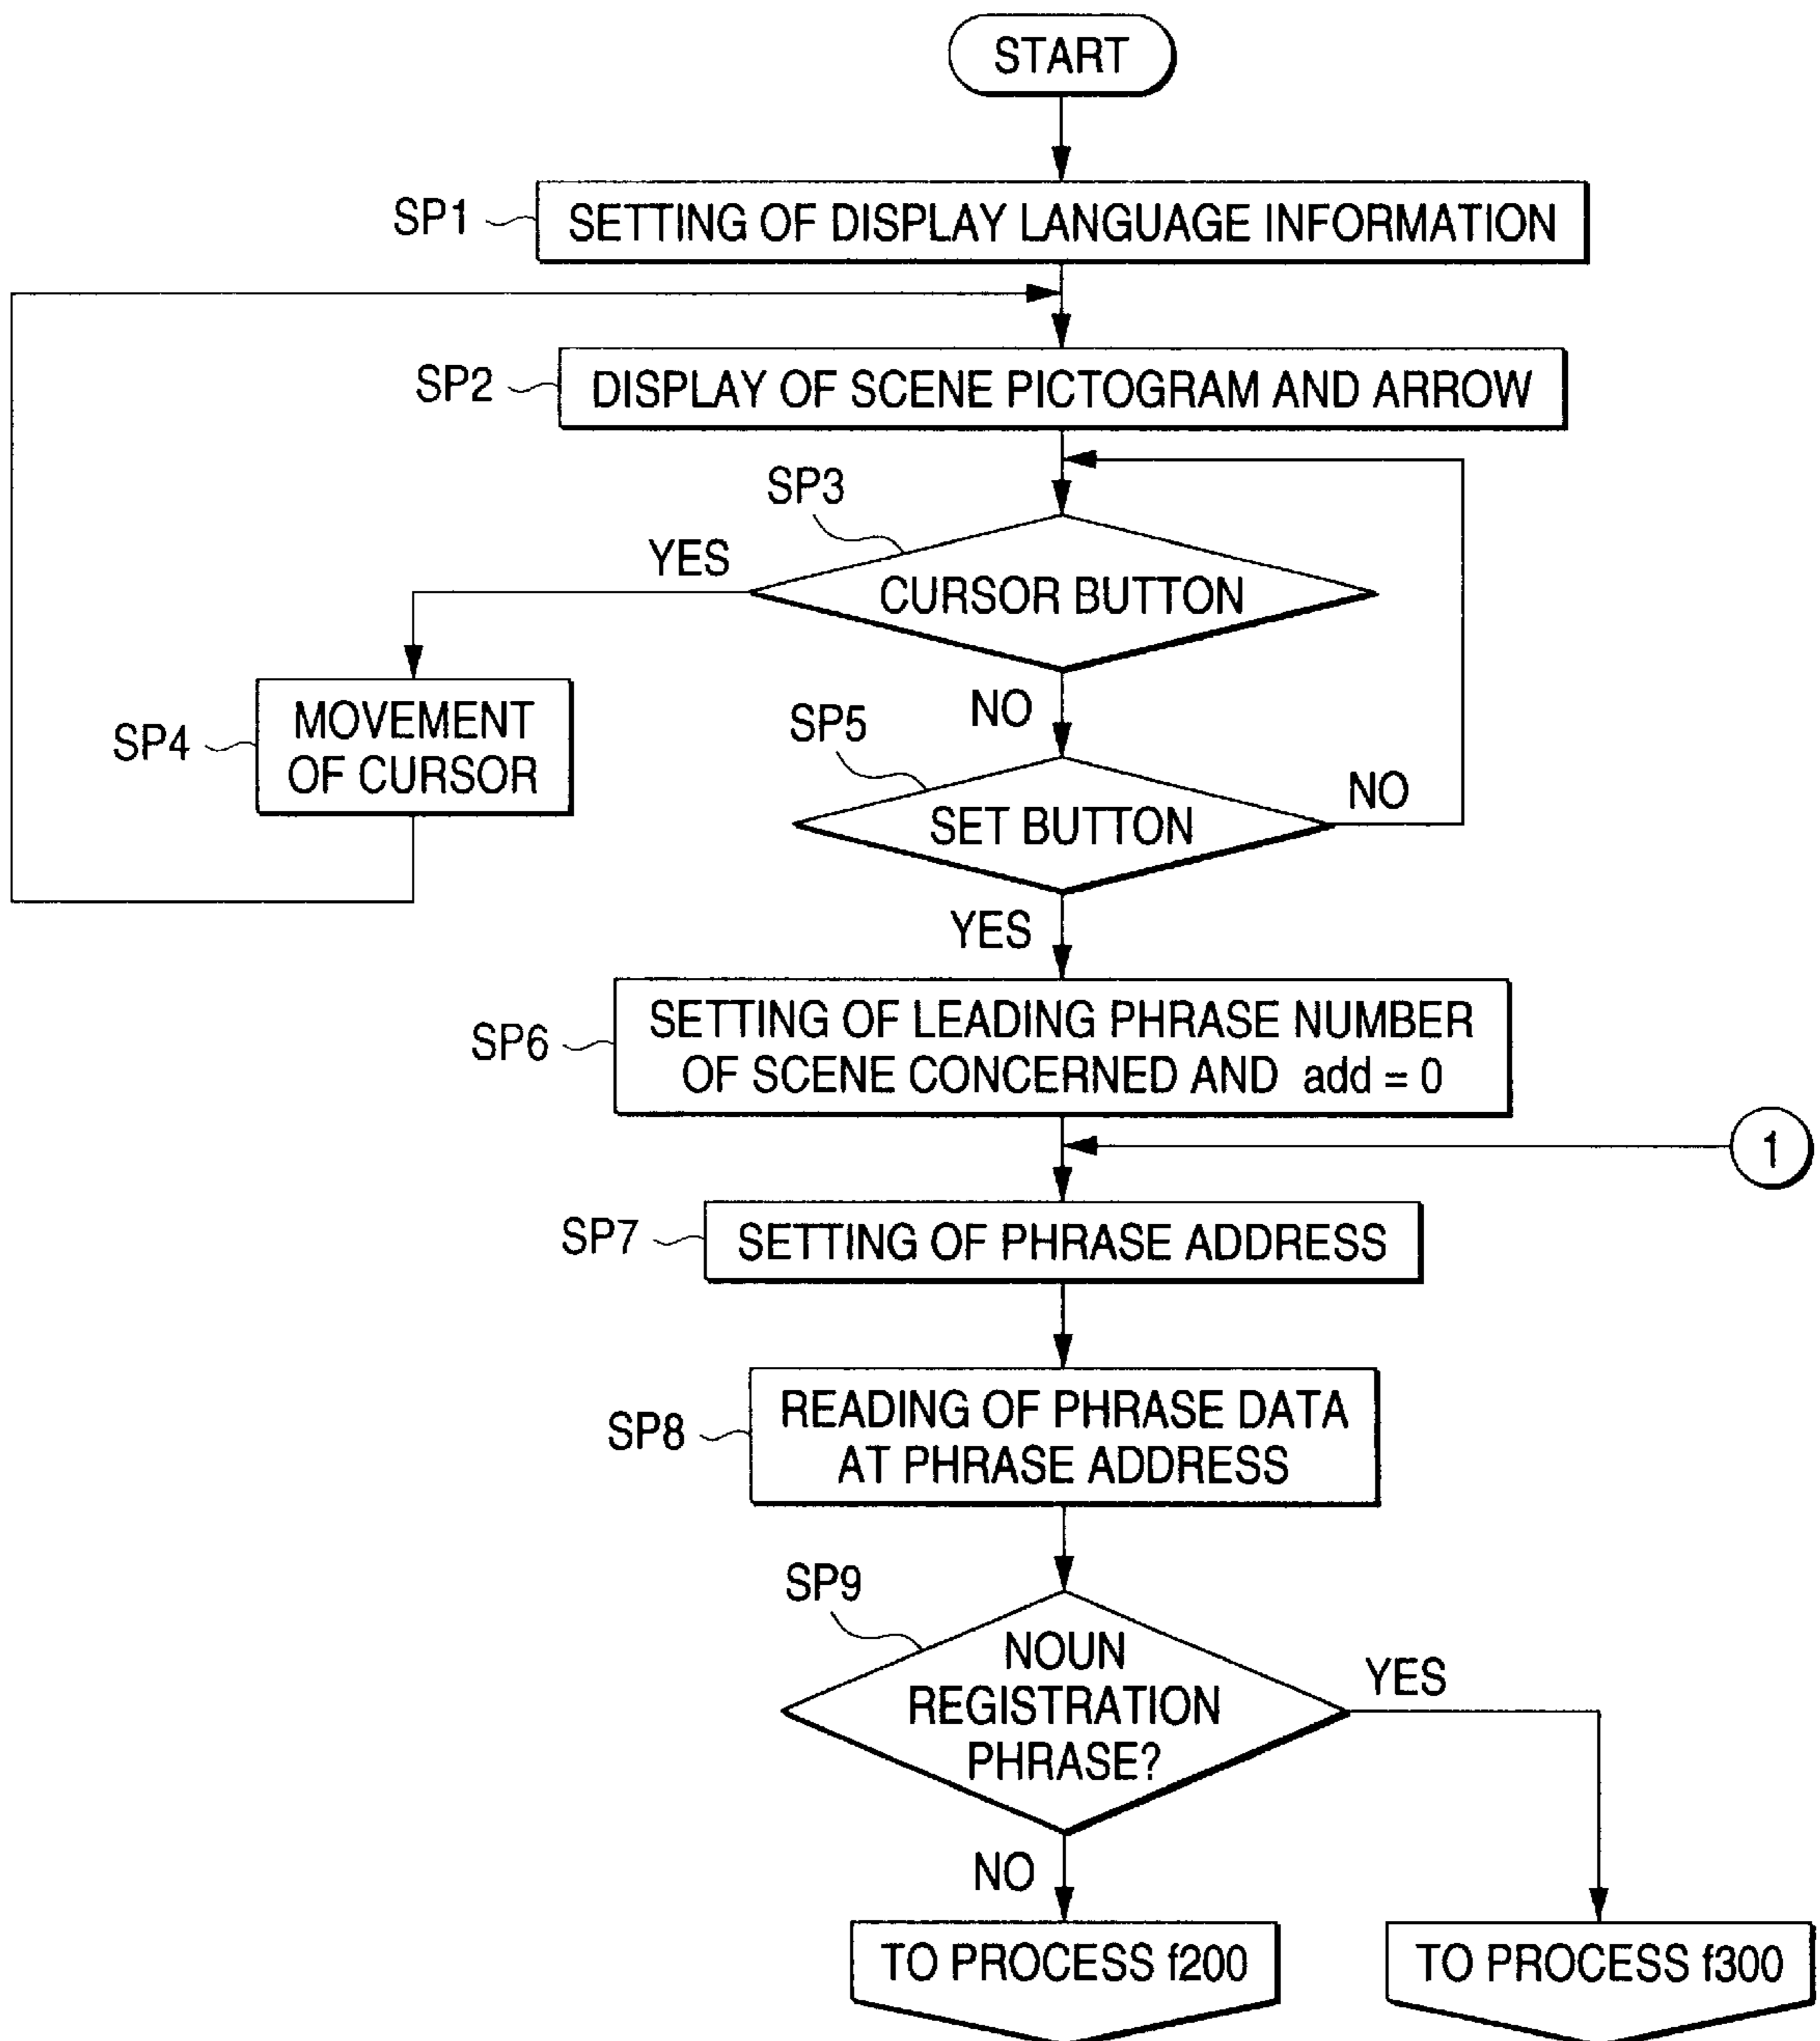 START
SP1
SETTING OF DISPLAY LANGUAGE INFORMATION
SP2
DISPLAY OF SCENE PICTOGRAM AND ARROW
SP3
YES
CURSOR BUTTON
SP4
MOVEMENT
OF CURSOR
NO
SP5
SET BUTTON
NO
YES
SP6
SETTING OF LEADING PHRASE NUMBER
OF SCENE CONCERNED AND add = 0
1
SP7
SETTING OF PHRASE ADDRESS
SP8
READING OF PHRASE DATA
AT PHRASE ADDRESS
SP9
NOUN
REGISTRATION
PHRASE?
YES
NO
TO PROCESS f200
TO PROCESS f300